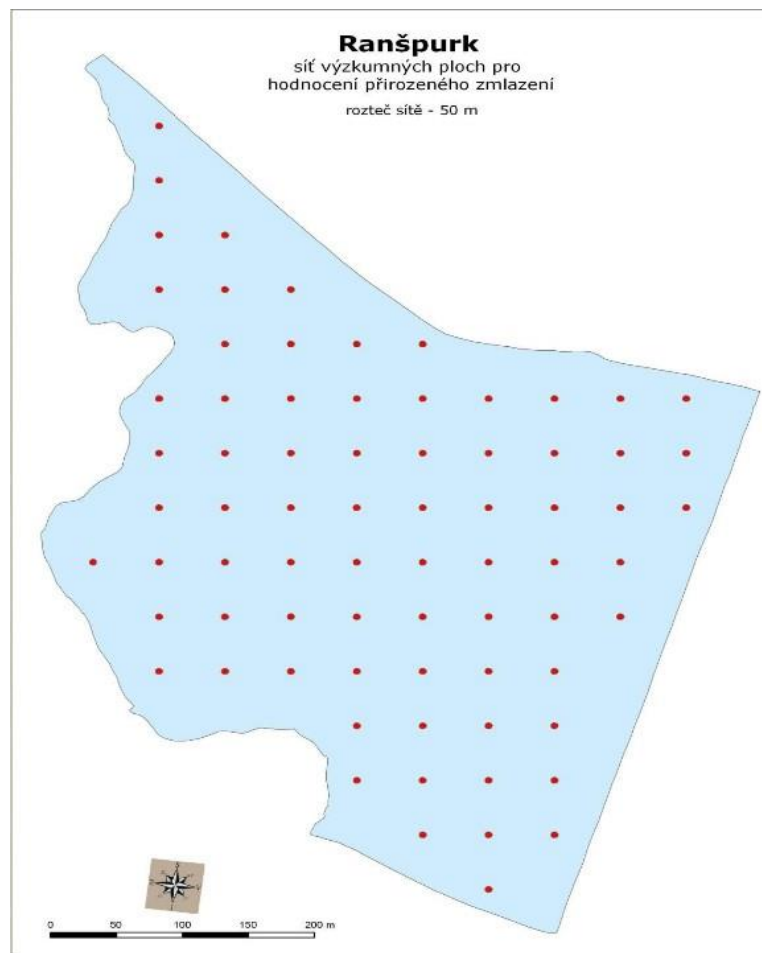 Ranšpurk
síť výzkumných ploch pro
hodnocení přirozeného zmlazení
rozteč sítě - 50 m
0 50 100 150 200 m